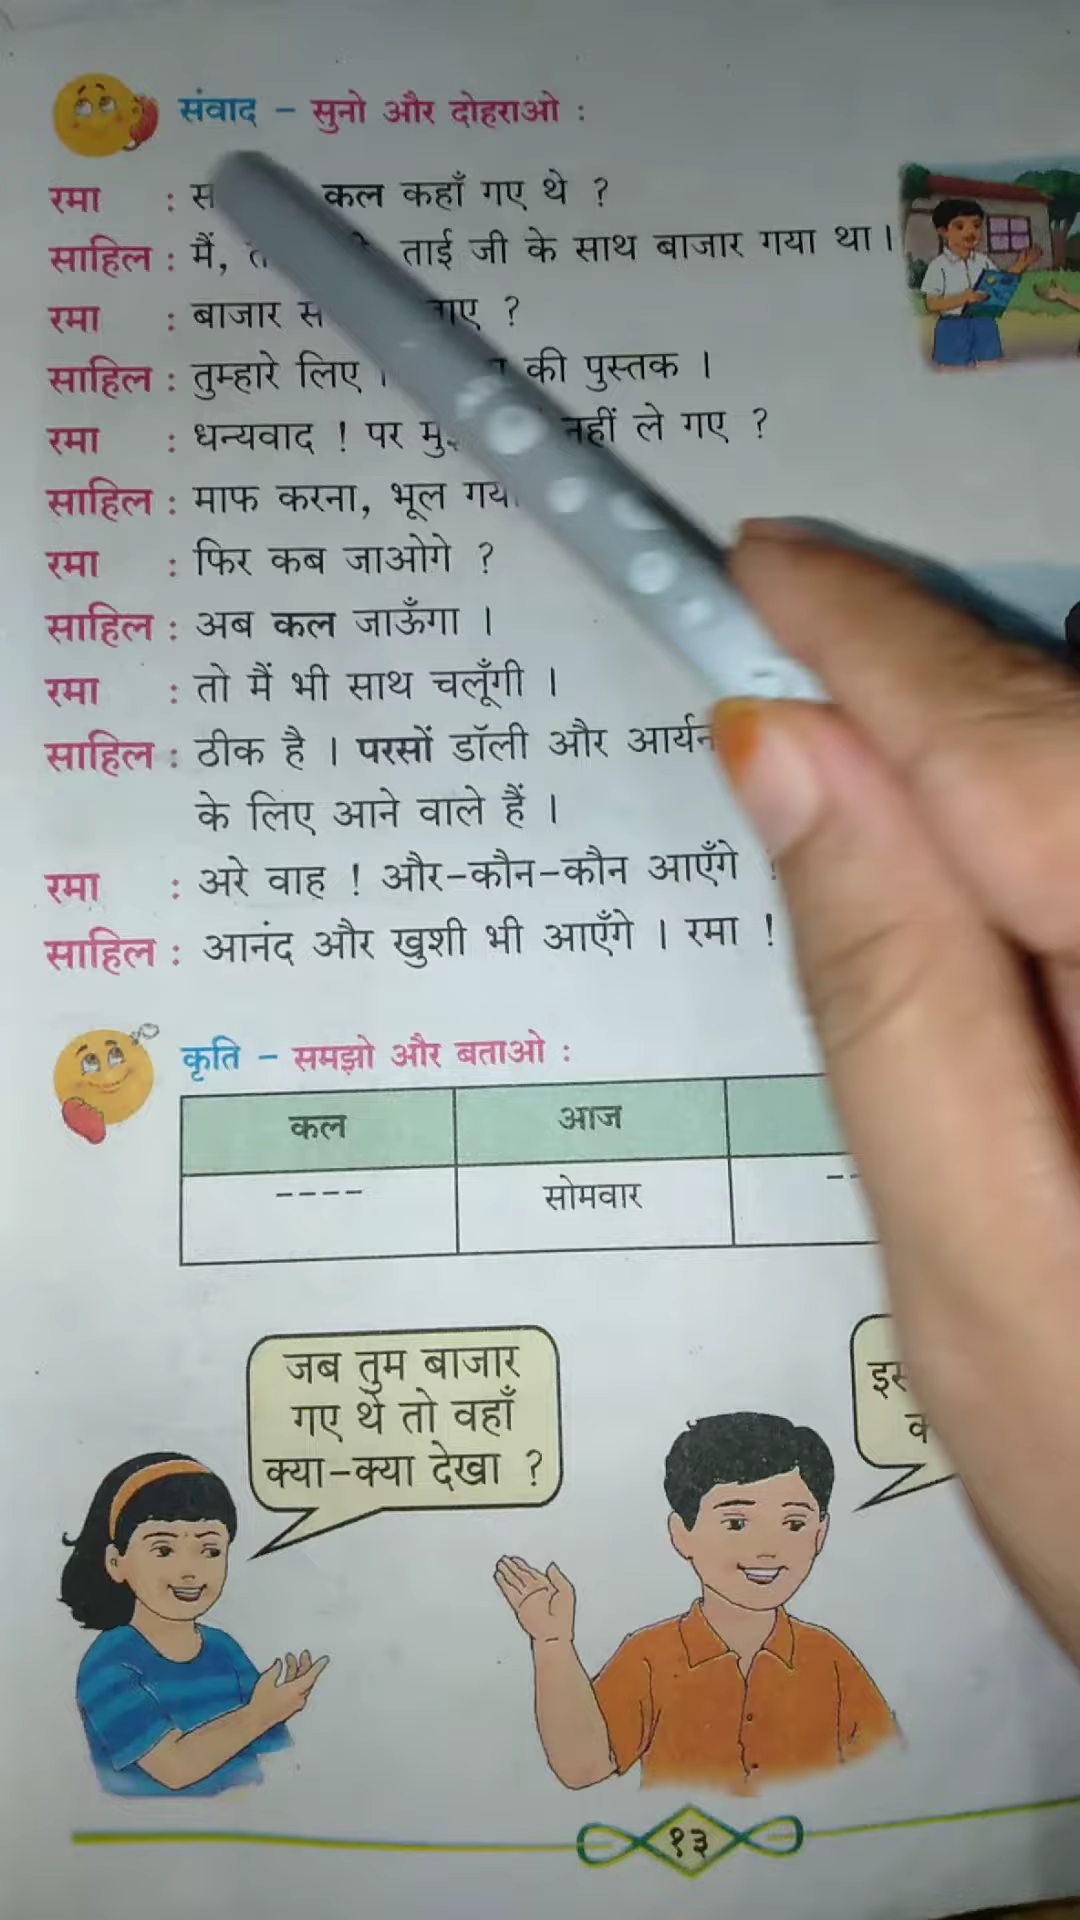 संवाद - सुनो और दोहराओ :
रमा : कल कहाँ गए थे ?
साहिल : मैं, ताई जी के साथ बाजार गया था।
रमा : बाजार ?
साहिल : तुम्हारे लिए की पुस्तक ।
रमा : धन्यवाद ! पर नहीं ले गए ?
साहिल : माफ करना, भूल
रमा : फिर कब जाओगे ?
साहिल : अब कल जाऊँगा ।
रमा : तो मैं भी साथ चलूँगी ।
साहिल : ठीक है । परसों डॉली और आर्यन
के लिए आने वाले हैं ।
रमा : अरे वाह ! और-कौन-कौन आएँगे
साहिल : आनंद और खुशी भी आएँगे । रमा !
कृति - समझो और बताओ :
कल आज
---- सोमवार --
जब तुम बाजार
गए थे तो वहाँ
क्या-क्या देखा ?
१३